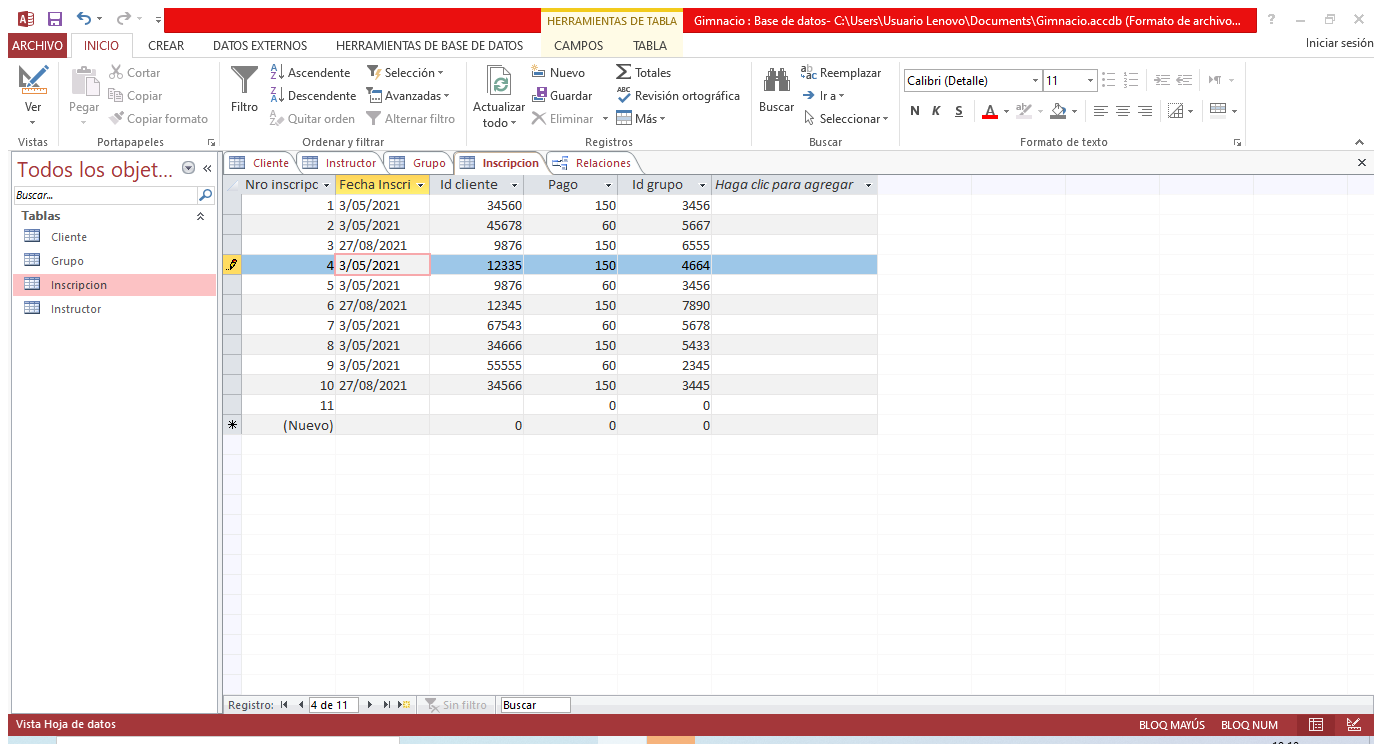 HERRAMIENTAS DE TABLA
Gimnacio : Base de datos- C:\Users\Usuario Lenovo\Documents\Gimnacio.accdb (Formato de archivo...
?
ARCHIVO INICIO CREAR DATOS EXTERNOS HERRAMIENTAS DE BASE DE DATOS CAMPOS TABLA Iniciar sesión
Ver
Vistas
Pegar
Cortar
Copiar
Copiar formato
Portapapeles
Filtro
Ascendente
Descendente
Quitar orden
Selección
Avanzadas
Alternar filtro
Ordenar y filtrar
Actualizar
todo
Nuevo
Guardar
Eliminar
Totales
Revisión ortográfica
Más
Registros
Buscar
Reemplazar
Ir a
Seleccionar
Buscar
Calibri (Detalle) 11
N K S
Formato de texto
Todos los objet...
Buscar...
Tablas
Cliente
Grupo
Inscripcion
Instructor
Cliente Instructor Grupo Inscripcion Relaciones
Nro inscripc Fecha Inscri Id cliente Pago Id grupo Haga clic para agregar
1 3/05/2021 34560 150 3456
2 3/05/2021 45678 60 5667
3 27/08/2021 9876 150 6555
4 3/05/2021 12335 150 4664
5 3/05/2021 9876 60 3456
6 27/08/2021 12345 150 7890
7 3/05/2021 67543 60 5678
8 3/05/2021 34666 150 5433
9 3/05/2021 55555 60 2345
10 27/08/2021 34566 150 3445
11 0 0
(Nuevo) 0 0 0
Registro: 4 de 11 Sin filtro Buscar
Vista Hoja de datos BLOQ MAYÚS BLOQ NUM